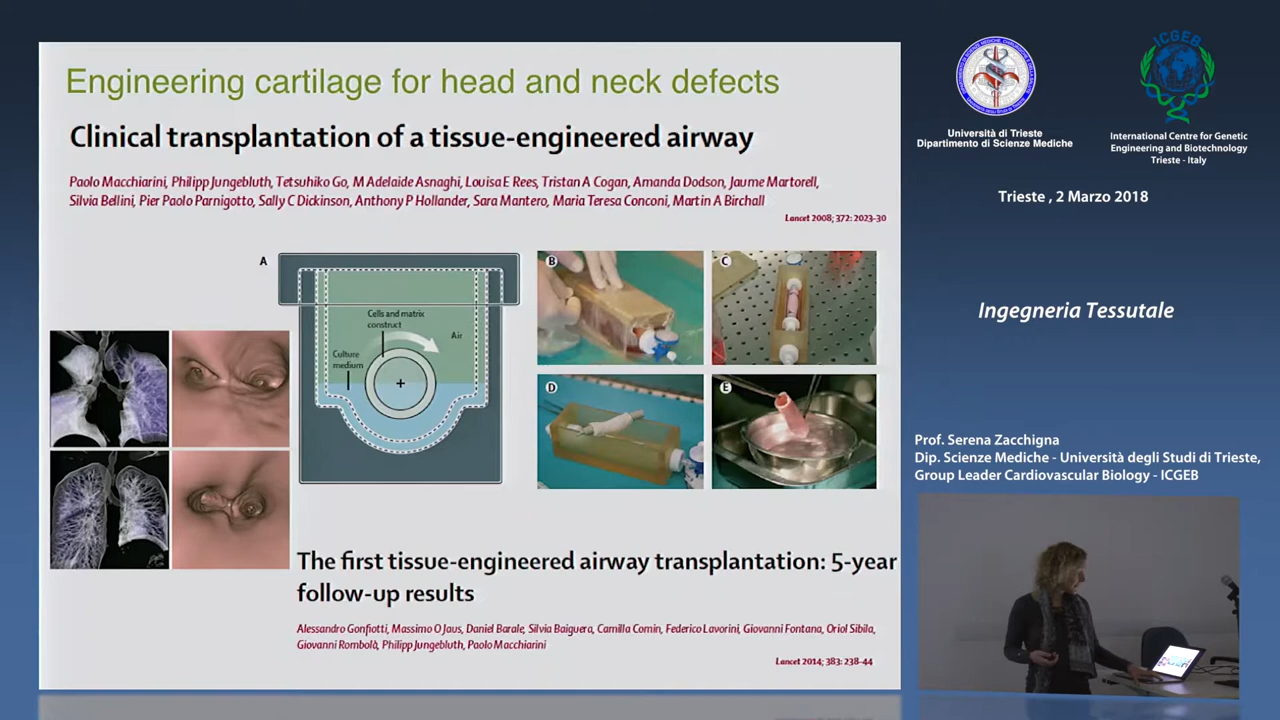 Engineering cartilage for head and neck defects
Clinical transplantation of a tissue-engineered airway
Paolo Macchiarini, Philipp Jungebluth, Tetsuhiko Go, M Adelaide Asnaghi, Louisa E Rees, Tristan A Cogan, Amanda Dodson, Jaume Martorell,
Silvia Bellini, Pier Paolo Parnigotto, Sally C Dickinson, Anthony P Hollander, Sara Mantero, Maria Teresa Conconi, Martin A Birchall
Lancet 2008; 372: 2023-30
A
Cells and matrix
construct
Air
Culture
medium
B
C
D
E
The first tissue-engineered airway transplantation: 5-year
follow-up results
Alessandro Gonfiotti, Massimo O Jaus, Daniel Barale, Silvia Baiguera, Camilla Comin, Federico Lavorini, Giovanni Fontana, Oriol Sibila,
Giovanni Rombolà, Philipp Jungebluth, Paolo Macchiarini
Lancet 2014; 383: 238-44
ICGEB
Università di Trieste
Dipartimento di Scienze Mediche
International Centre for Genetic
Engineering and Biotechnology
Trieste - Italy
Trieste , 2 Marzo 2018
Ingegneria Tessutale
Prof. Serena Zacchigna
Dip. Scienze Mediche - Università degli Studi di Trieste,
Group Leader Cardiovascular Biology - ICGEB